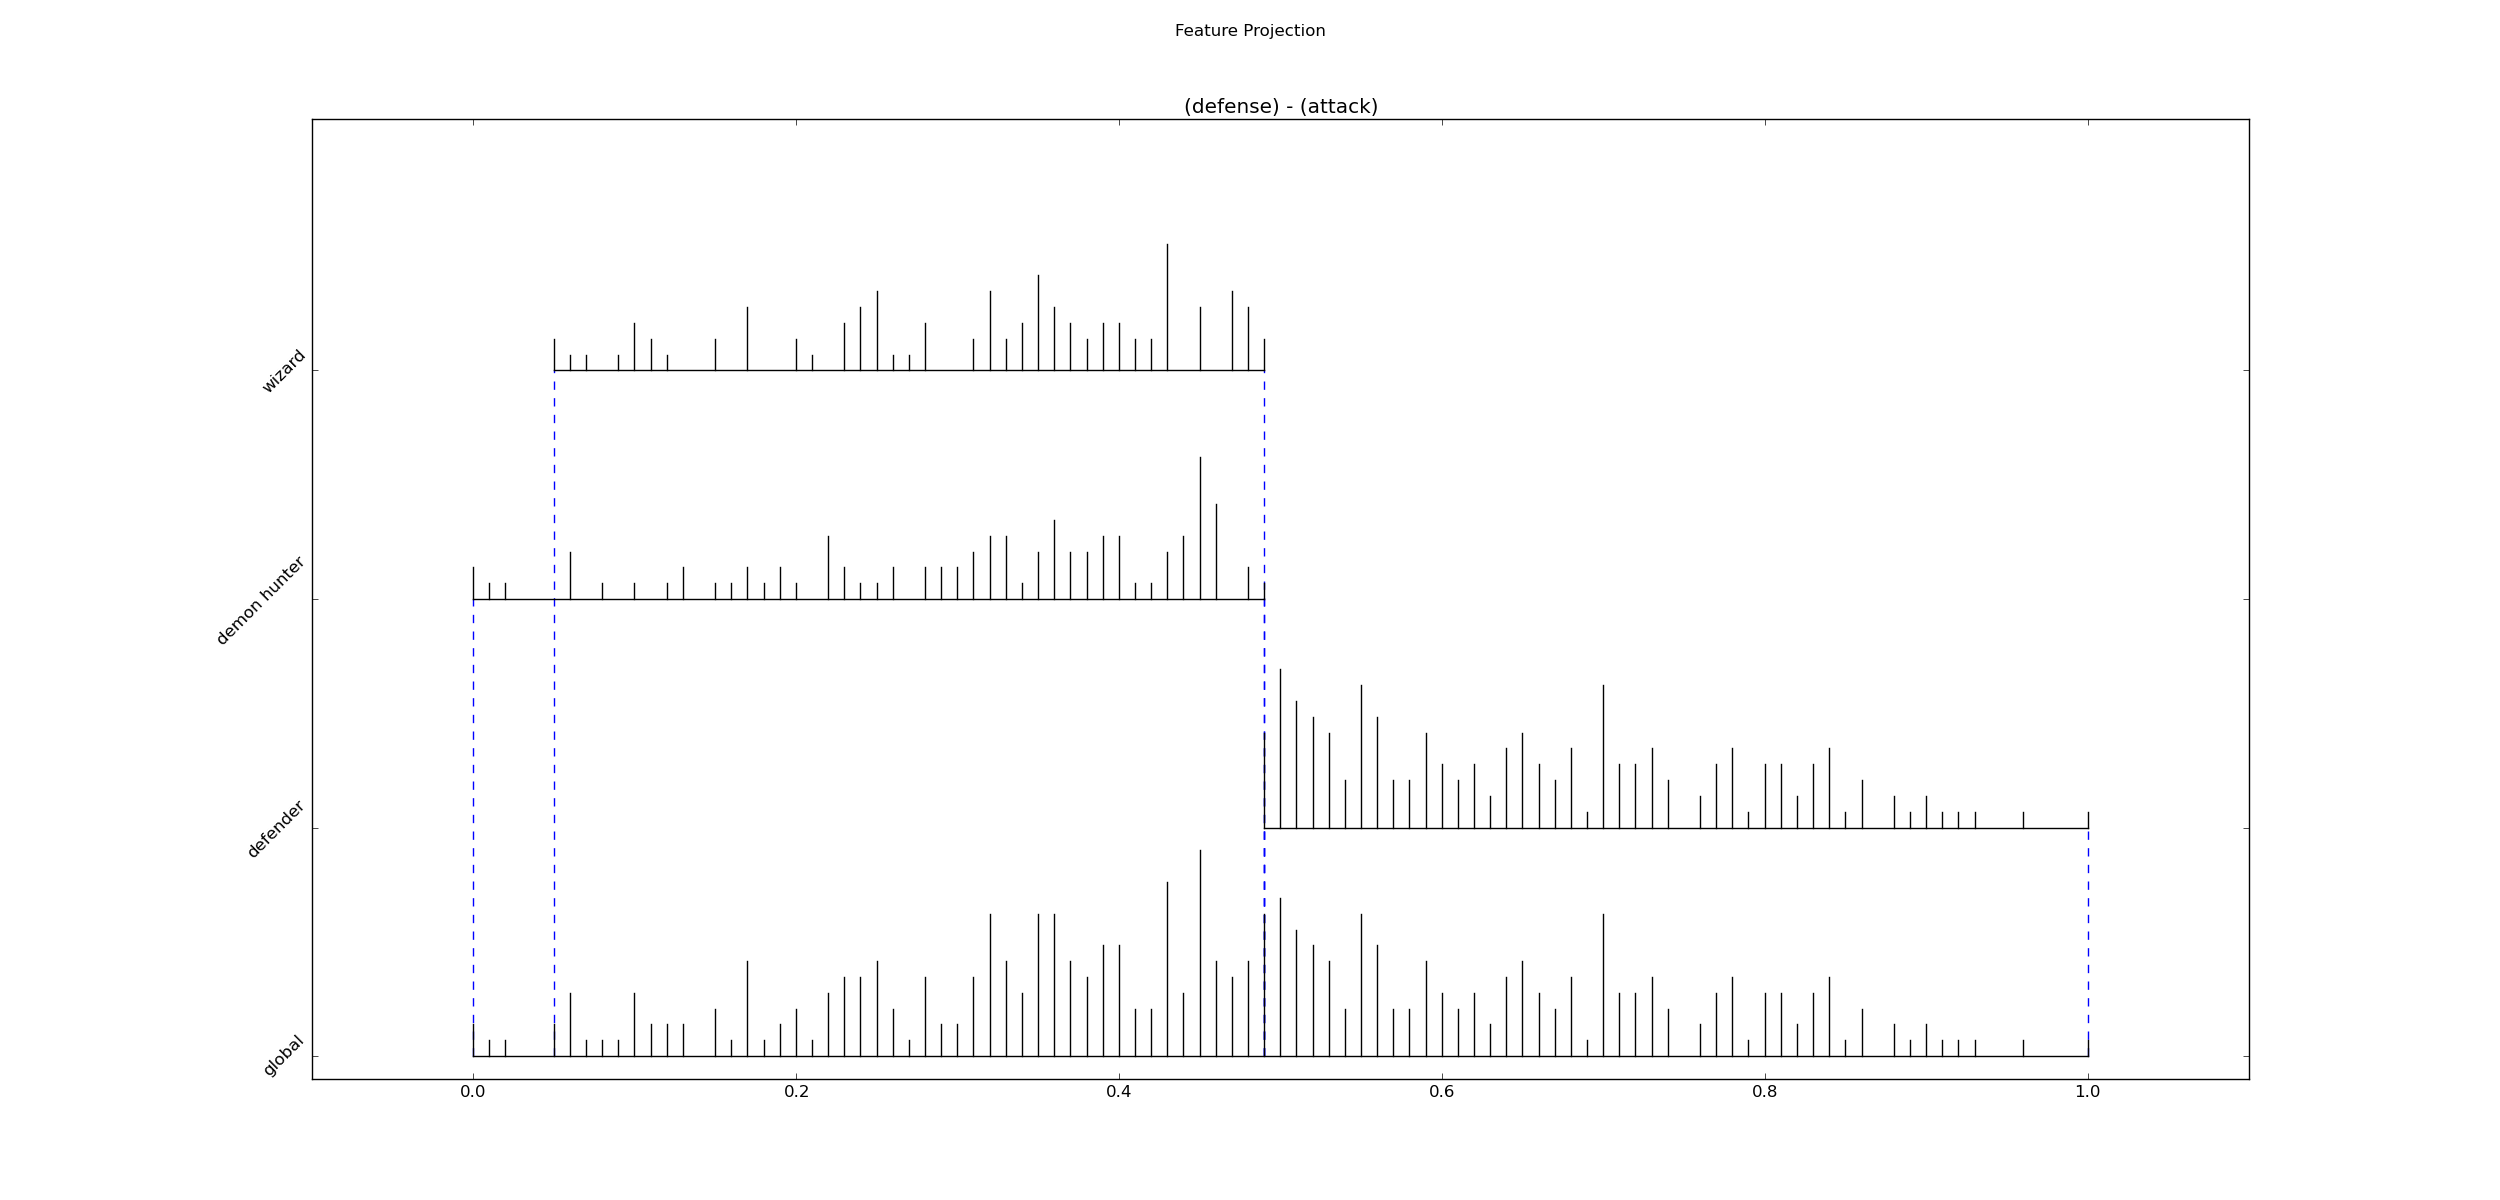 Feature Projection
(defense) - (attack)
wizard
demon hunter
defender
global
0.0 0.2 0.4 0.6 0.8 1.0